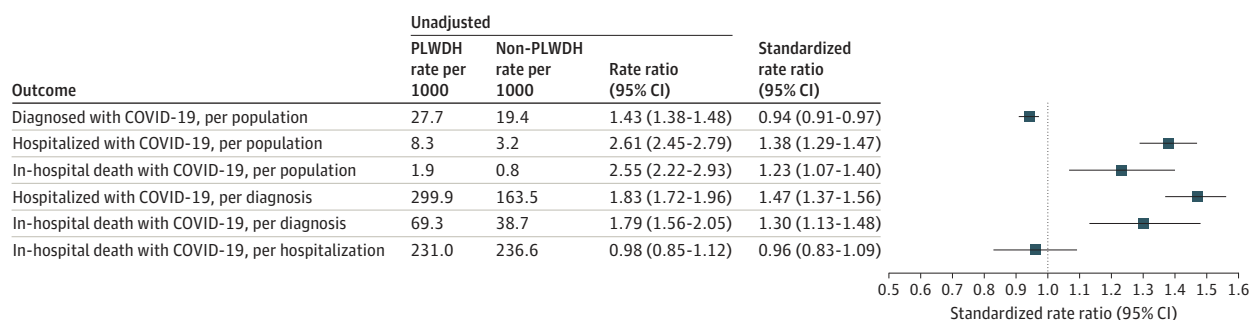 Unadjusted
PLWDH rate per 1000 Non-PLWDH rate per 1000 Rate ratio (95% CI) Standardized rate ratio (95% CI)
Outcome
Diagnosed with COVID-19, per population 27.7 19.4 1.43 (1.38-1.48) 0.94 (0.91-0.97)
Hospitalized with COVID-19, per population 8.3 3.2 2.61 (2.45-2.79) 1.38 (1.29-1.47)
In-hospital death with COVID-19, per population 1.9 0.8 2.55 (2.22-2.93) 1.23 (1.07-1.40)
Hospitalized with COVID-19, per diagnosis 299.9 163.5 1.83 (1.72-1.96) 1.47 (1.37-1.56)
In-hospital death with COVID-19, per diagnosis 69.3 38.7 1.79 (1.56-2.05) 1.30 (1.13-1.48)
In-hospital death with COVID-19, per hospitalization 231.0 236.6 0.98 (0.85-1.12) 0.96 (0.83-1.09)
0.5 0.6 0.7 0.8 0.9 1.0 1.1 1.2 1.3 1.4 1.5 1.6
Standardized rate ratio (95% CI)